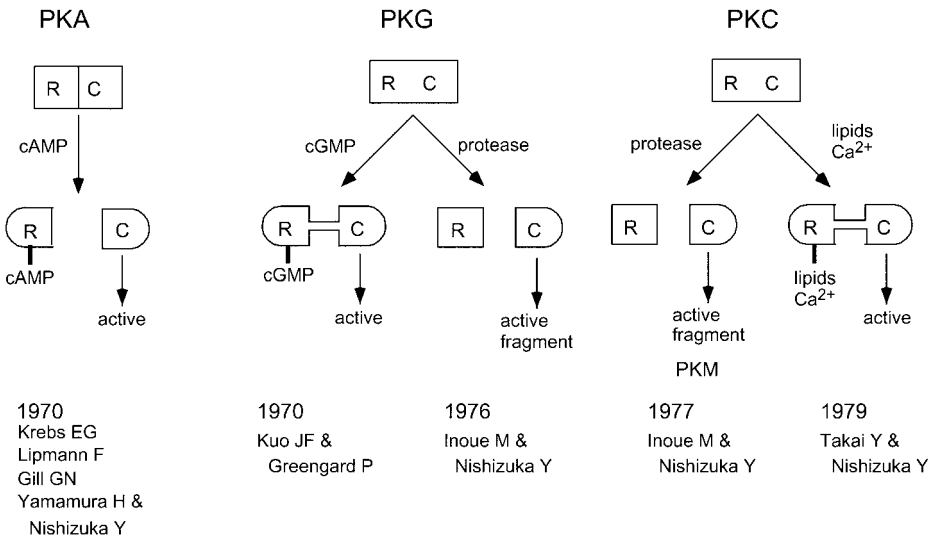 PKA
PKG
PKC
R C
R C
R C
cAMP
cGMP
protease
protease
lipids
Ca2+
R
C
R
C
R
C
R
C
R
C
cAMP
cGMP
lipids
Ca2+
active
active
active
fragment
active
fragment
active
PKM
1970
Krebs EG
Lipmann F
Gill GN
Yamamura H &
Nishizuka Y
1970
Kuo JF &
Greengard P
1976
Inoue M &
Nishizuka Y
1977
Inoue M &
Nishizuka Y
1979
Takai Y &
Nishizuka Y